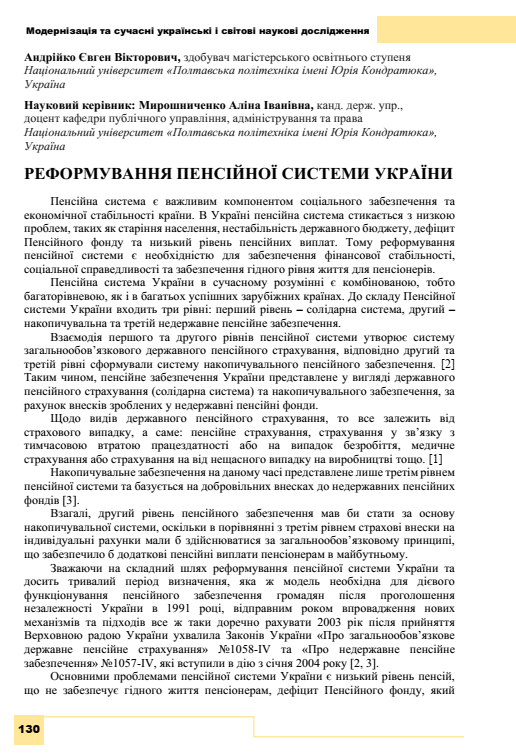 Модернізація та сучасні українські і світові наукові дослідження
Андрійко Євген Вікторович, здобувач магістерського освітнього ступеня
Національний університет «Полтавська політехніка імені Юрія Кондратюка»,
Україна
Науковий керівник: Мирошниченко Аліна Іванівна, канд. держ. упр.,
доцент кафедри публічного управління, адміністрування та права
Національний університет «Полтавська політехніка імені Юрія Кондратюка»,
Україна
РЕФОРМУВАННЯ ПЕНСІЙНОЇ СИСТЕМИ УКРАЇНИ
Пенсійна система є важливим компонентом соціального забезпечення та
економічної стабільності країни. В Україні пенсійна система стикається з низкою
проблем, таких як старіння населення, нестабільність державного бюджету, дефіцит
Пенсійного фонду та низький рівень пенсійних виплат. Тому реформування
пенсійної системи є необхідністю для забезпечення фінансової стабільності,
соціальної справедливості та забезпечення гідного рівня життя для пенсіонерів.
Пенсійна система України в сучасному розумінні є комбінованою, тобто
багаторівневою, як і в багатьох успішних зарубіжних країнах. До складу Пенсійної
системи України входить три рівні: перший рівень – солідарна система, другий –
накопичувальна та третій недержавне пенсійне забезпечення.
Взаємодія першого та другого рівнів пенсійної системи утворює систему
загальнообов’язкового державного пенсійного страхування, відповідно другий та
третій рівні сформували систему накопичувального пенсійного забезпечення. [2]
Таким чином, пенсійне забезпечення України представлене у вигляді державного
пенсійного страхування (солідарна система) та накопичувального забезпечення, за
рахунок внесків зроблених у недержавні пенсійні фонди.
Щодо видів державного пенсійного страхування, то все залежить від
страхового випадку, а саме: пенсійне страхування, страхування у зв’язку з
тимчасовою втратою працездатності або на випадок безробіття, медичне
страхування або страхування на від нещасного випадку на виробництві тощо. [1]
Накопичувальне забезпечення на даному часі представлене лише третім рівнем
пенсійної системи та базується на добровільних внесках до недержавних пенсійних
фондів [3].
Взагалі, другий рівень пенсійного забезпечення мав би стати за основу
накопичувальної системи, оскільки в порівнянні з третім рівнем страхові внески на
індивідуальні рахунки мали б здійснюватися за загальнообов’язковому принципі,
що забезпечило б додаткові пенсійні виплати пенсіонерам в майбутньому.
Зважаючи на складний шлях реформування пенсійної системи України та
досить тривалий період визначення, яка ж модель необхідна для дієвого
функціонування пенсійного забезпечення громадян після проголошення
незалежності України в 1991 році, відправним роком впровадження нових
механізмів та підходів все ж таки доречно рахувати 2003 рік після прийняття
Верховною радою України ухвалила Законів України «Про загальнообов’язкове
державне пенсійне страхування» №1058-IV та «Про недержавне пенсійне
забезпечення» №1057-IV, які вступили в дію з січня 2004 року [2, 3].
Основними проблемами пенсійної системи України є низький рівень пенсій,
що не забезпечує гідного життя пенсіонерам, дефіцит Пенсійного фонду, який
130